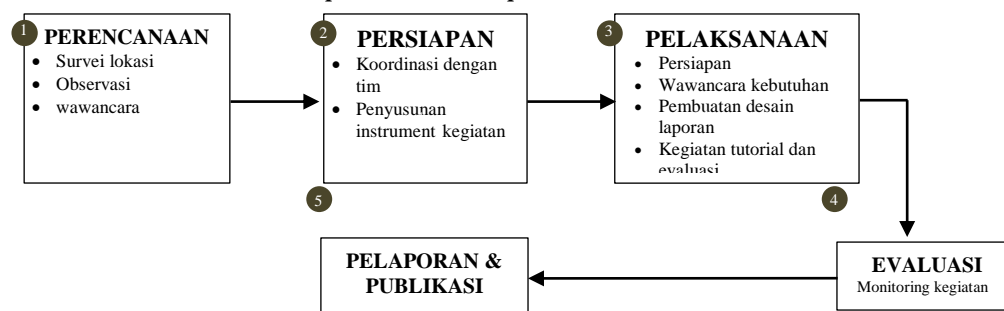 1
PERENCANAAN
• Survei lokasi
• Observasi
• wawancara
2
PERSIAPAN
• Koordinasi dengan
tim
• Penyusunan
instrument kegiatan
3
PELAKSANAAN
• Persiapan
• Wawancara kebutuhan
• Pembuatan desain
laporan
• Kegiatan tutorial dan
evaluasi
4
EVALUASI
Monitoring kegiatan
5
PELAPORAN &
PUBLIKASI